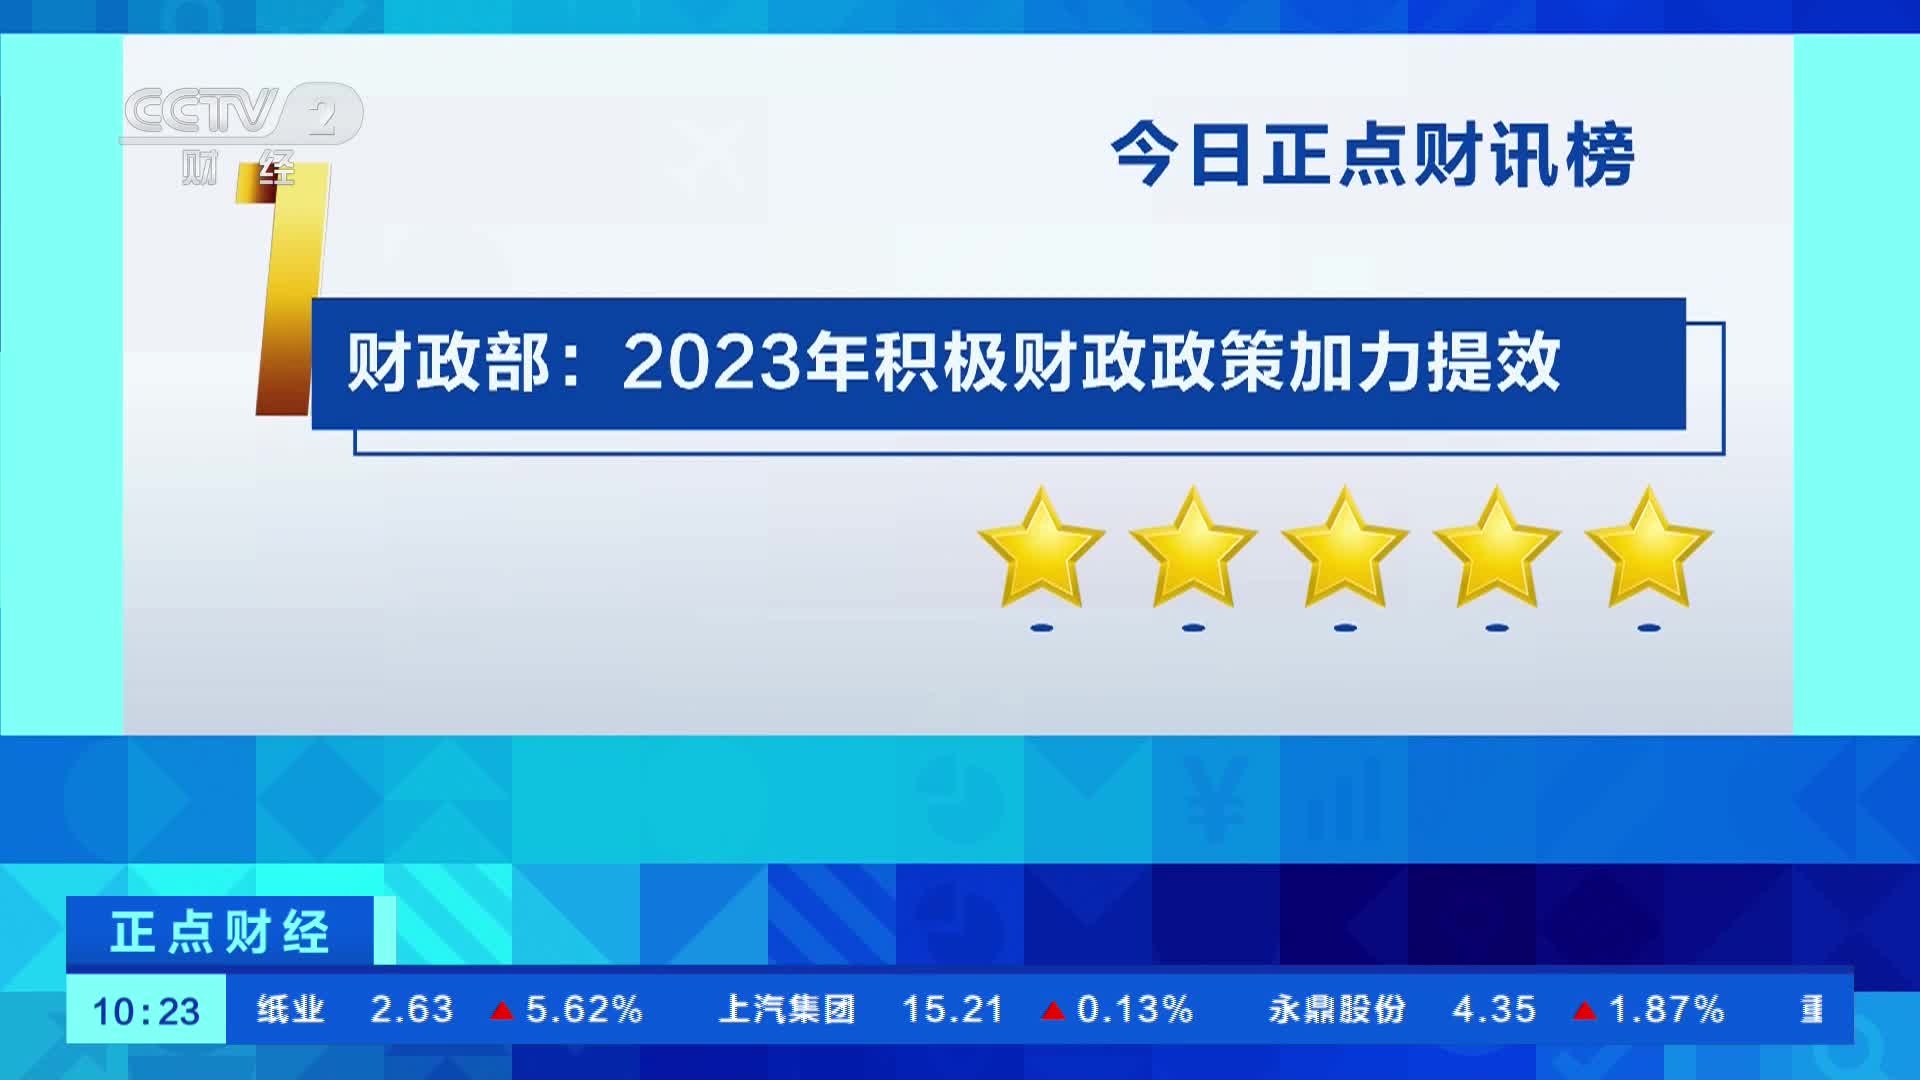 CCTV 2
财 经
今日正点财讯榜
1
财政部：2023年积极财政政策加力提效
正点财经
10:23 纸业 2.63 ▲5.62% 上汽集团 15.21 ▲0.13% 永鼎股份 4.35 ▲1.87%